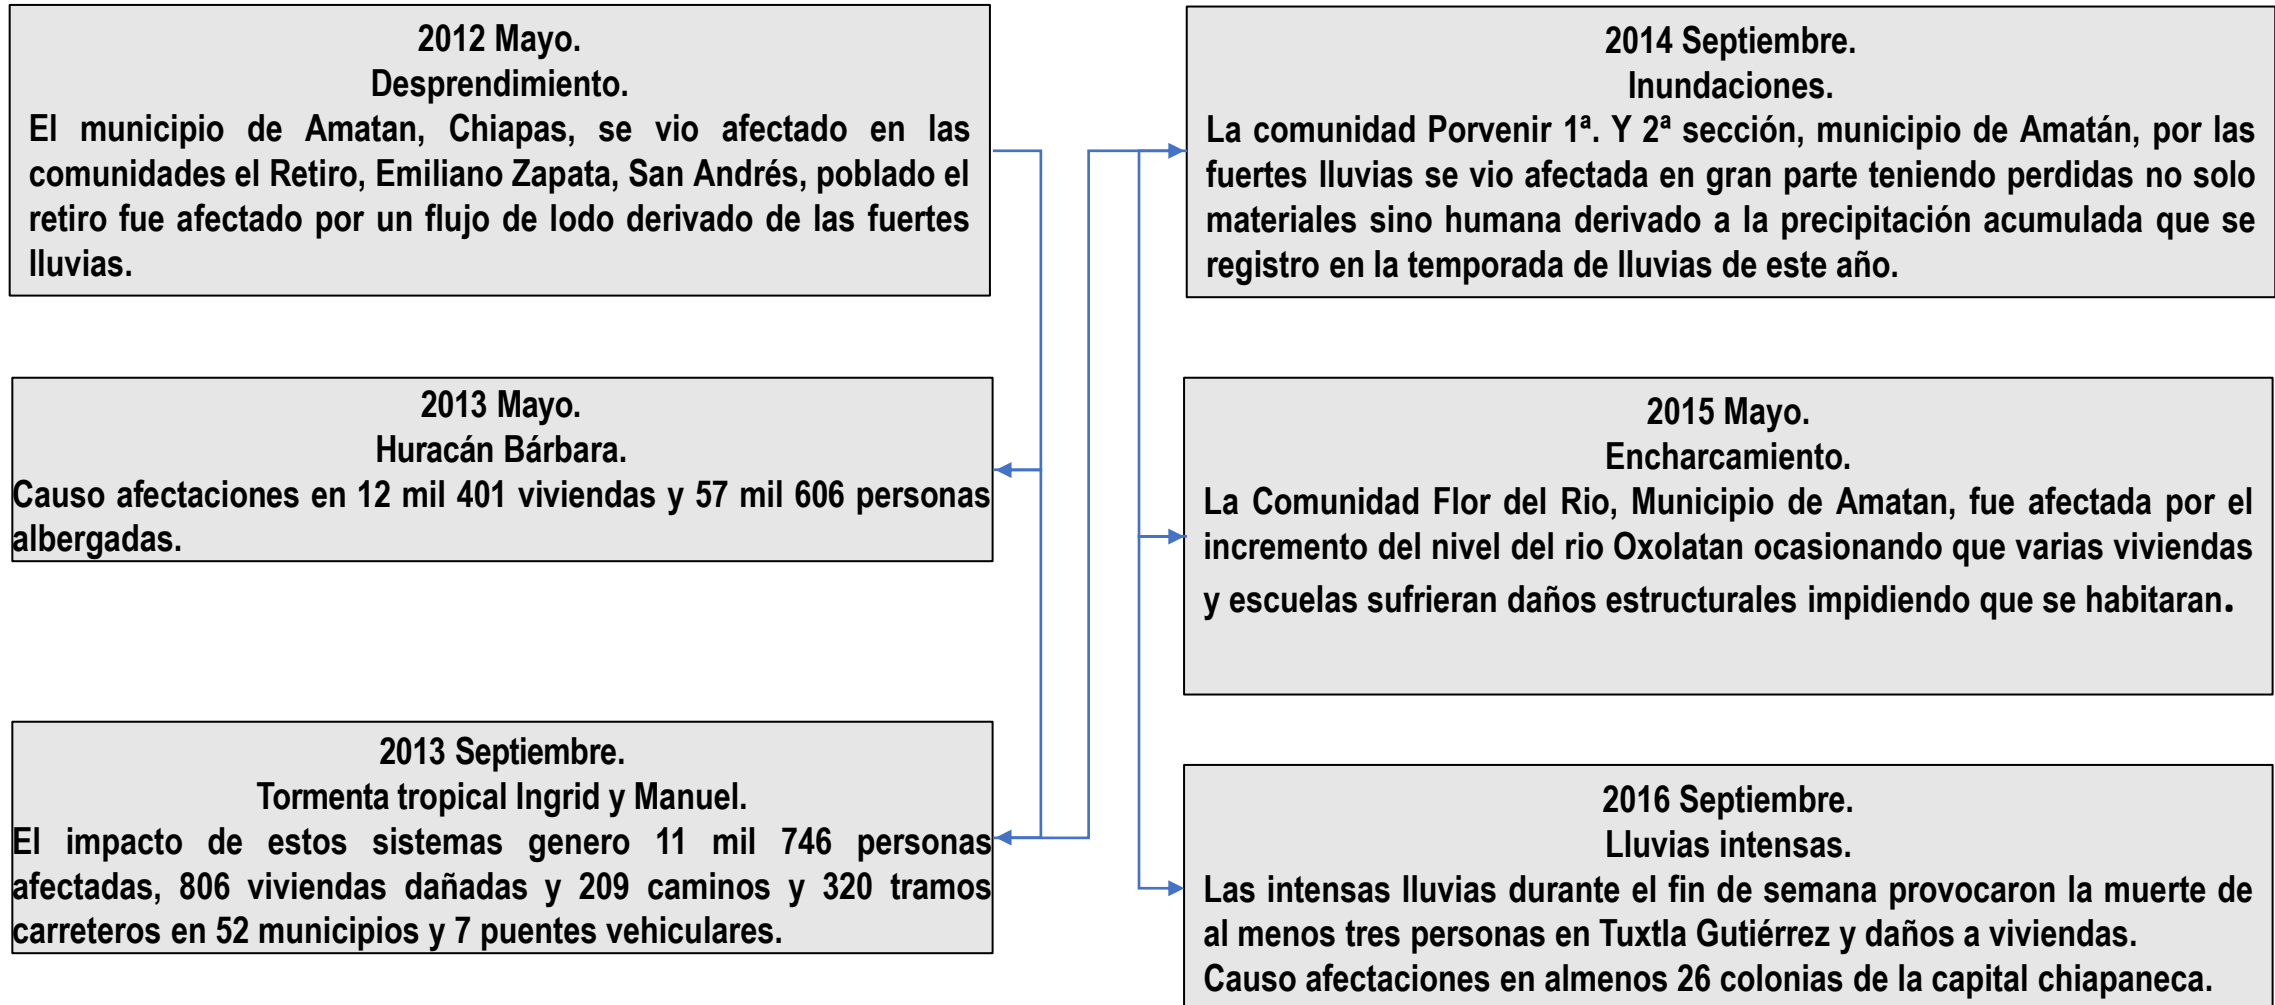 2012 Mayo.
Desprendimiento.
El municipio de Amatan, Chiapas, se vio afectado en las
comunidades el Retiro, Emiliano Zapata, San Andrés, poblado el
retiro fue afectado por un flujo de lodo derivado de las fuertes
lluvias.
2013 Mayo.
Huracán Bárbara.
Causo afectaciones en 12 mil 401 viviendas y 57 mil 606 personas
albergadas.
2013 Septiembre.
Tormenta tropical Ingrid y Manuel.
El impacto de estos sistemas genero 11 mil 746 personas
afectadas, 806 viviendas dañadas y 209 caminos y 320 tramos
carreteros en 52 municipios y 7 puentes vehiculares.
2014 Septiembre.
Inundaciones.
La comunidad Porvenir 1ª. Y 2ª sección, municipio de Amatán, por las
fuertes lluvias se vio afectada en gran parte teniendo perdidas no solo
materiales sino humana derivado a la precipitación acumulada que se
registro en la temporada de lluvias de este año.
2015 Mayo.
Encharcamiento.
La Comunidad Flor del Rio, Municipio de Amatan, fue afectada por el
incremento del nivel del rio Oxolatan ocasionando que varias viviendas
y escuelas sufrieran daños estructurales impidiendo que se habitaran.
2016 Septiembre.
Lluvias intensas.
Las intensas lluvias durante el fin de semana provocaron la muerte de
al menos tres personas en Tuxtla Gutiérrez y daños a viviendas.
Causo afectaciones en almenos 26 colonias de la capital chiapaneca.